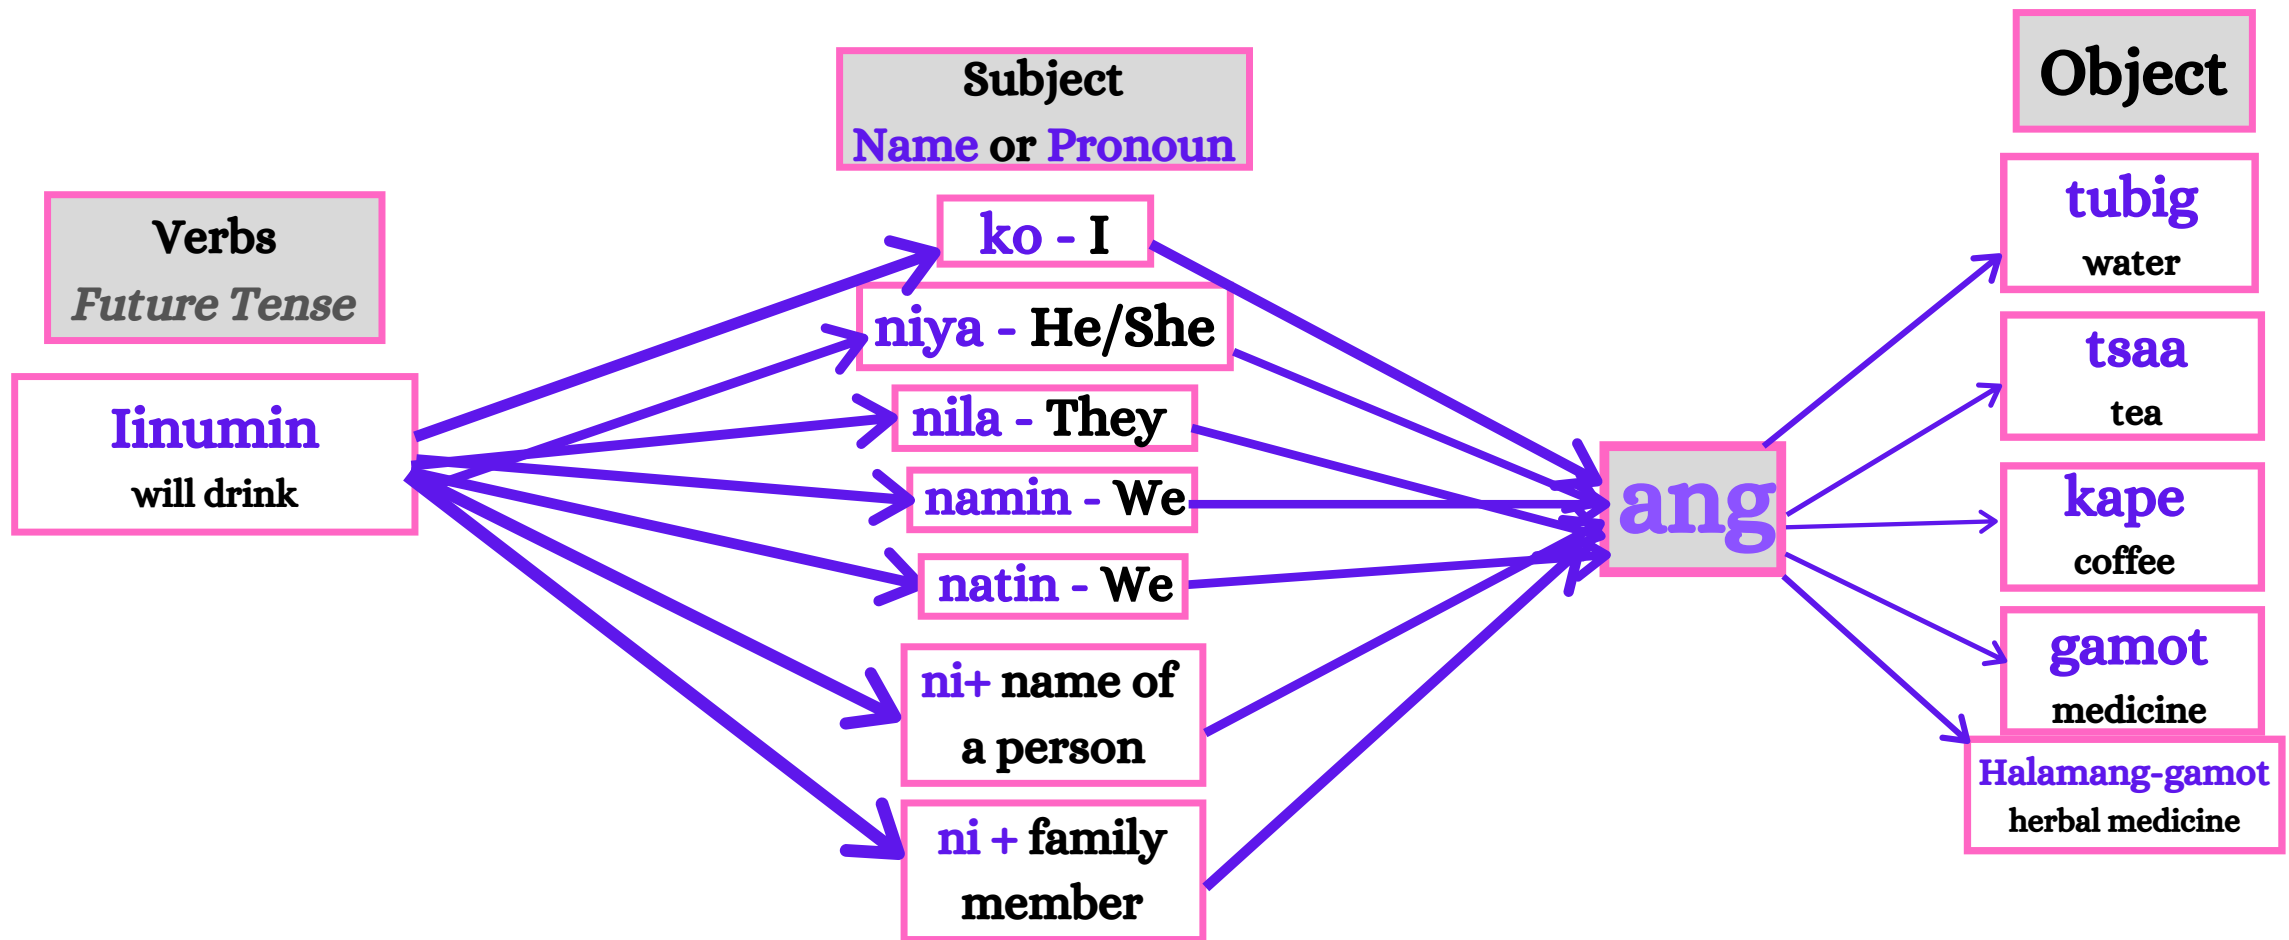 Verbs
Future Tense
Iinumin
will drink
Subject
Name or Pronoun
ko - I
niya - He/She
nila - They
namin - We
natin - We
ni+ name of
a person
ni + family
member
ang
Object
tubig
water
tsaa
tea
kape
coffee
gamot
medicine
Halamang-gamot
herbal medicine